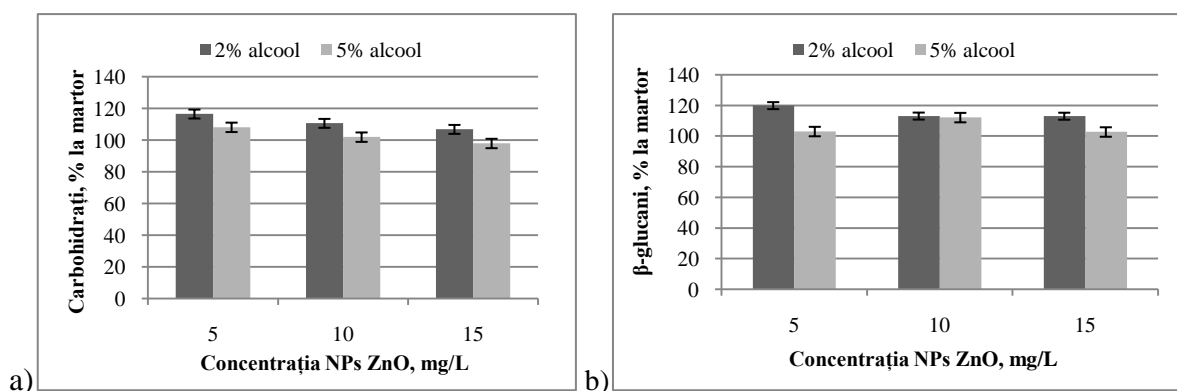 2% alcool 5% alcool
Carbohidrați, % la martor
140
120
100
80
60
40
20
0
5 10 15
Concentrația NPs ZnO, mg/L
a)
2% alcool 5% alcool
β-glucani, % la martor
140
120
100
80
60
40
20
0
5 10 15
Concentrația NPs ZnO, mg/L
b)